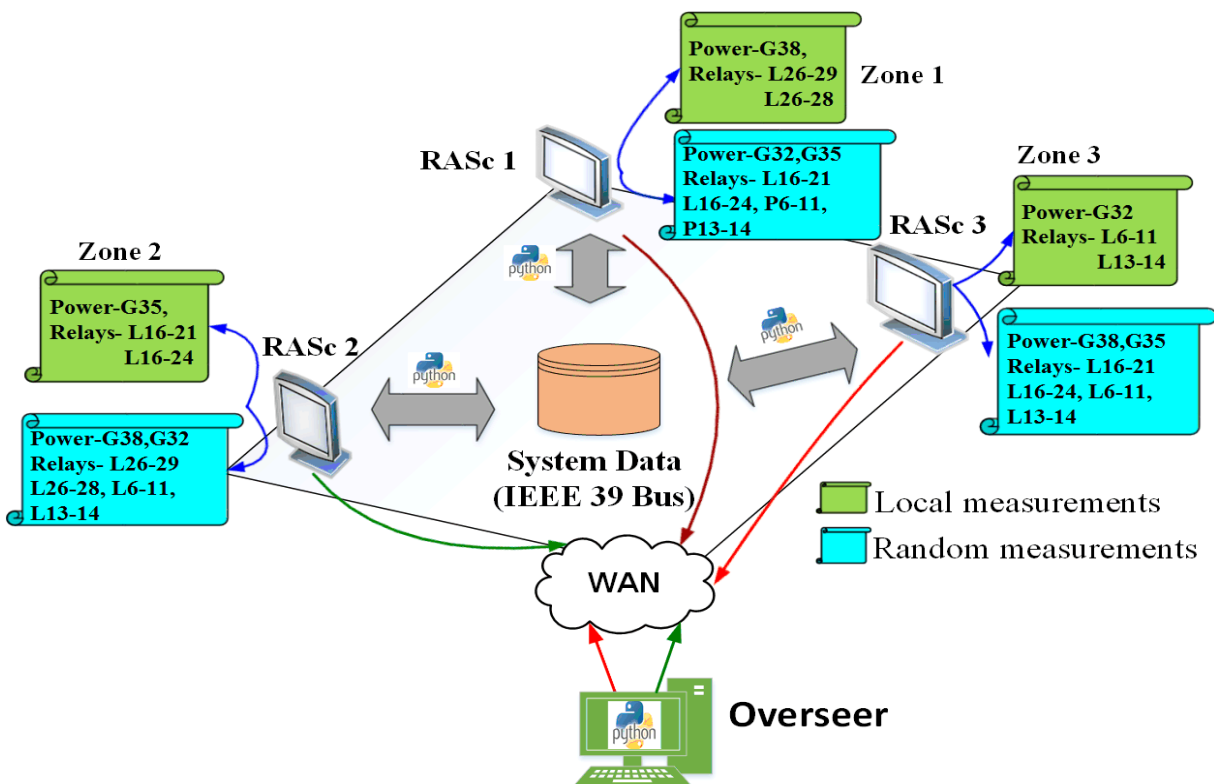 Power-G38,
Relays- L26-29
L26-28
Zone 1
RASc 1
Power-G32,G35
Relays- L16-21
L16-24, P6-11,
P13-14
Zone 3
RASc 3
Power-G32
Relays- L6-11
L13-14
Zone 2
Power-G35,
Relays- L16-21
L16-24
RASc 2
python
python
python
Power-G38,G35
Relays- L16-21
L16-24, L6-11,
L13-14
Power-G38,G32
Relays- L26-29
L26-28, L6-11,
L13-14
System Data
(IEEE 39 Bus)
Local measurements
Random measurements
WAN
python
Overseer